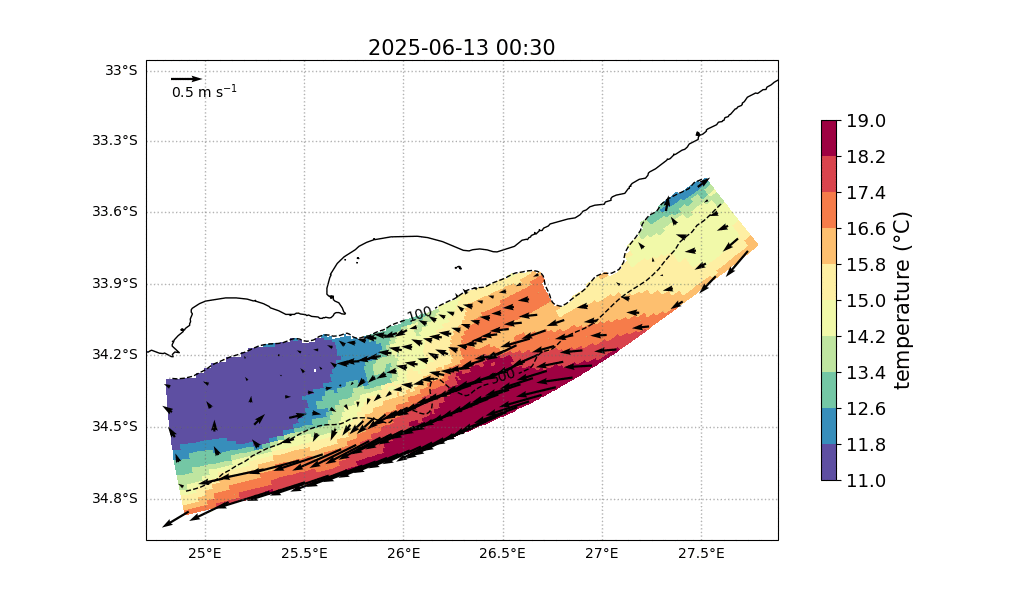 2025-06-13 00:30
33°S
0.5 m s⁻¹
33.3°S
33.6°S
33.9°S
34.2°S
34.5°S
34.8°S
100
500
25°E
25.5°E
26°E
26.5°E
27°E
27.5°E
19.0
18.2
17.4
16.6
15.8
15.0
14.2
13.4
12.6
11.8
11.0
temperature (°C)